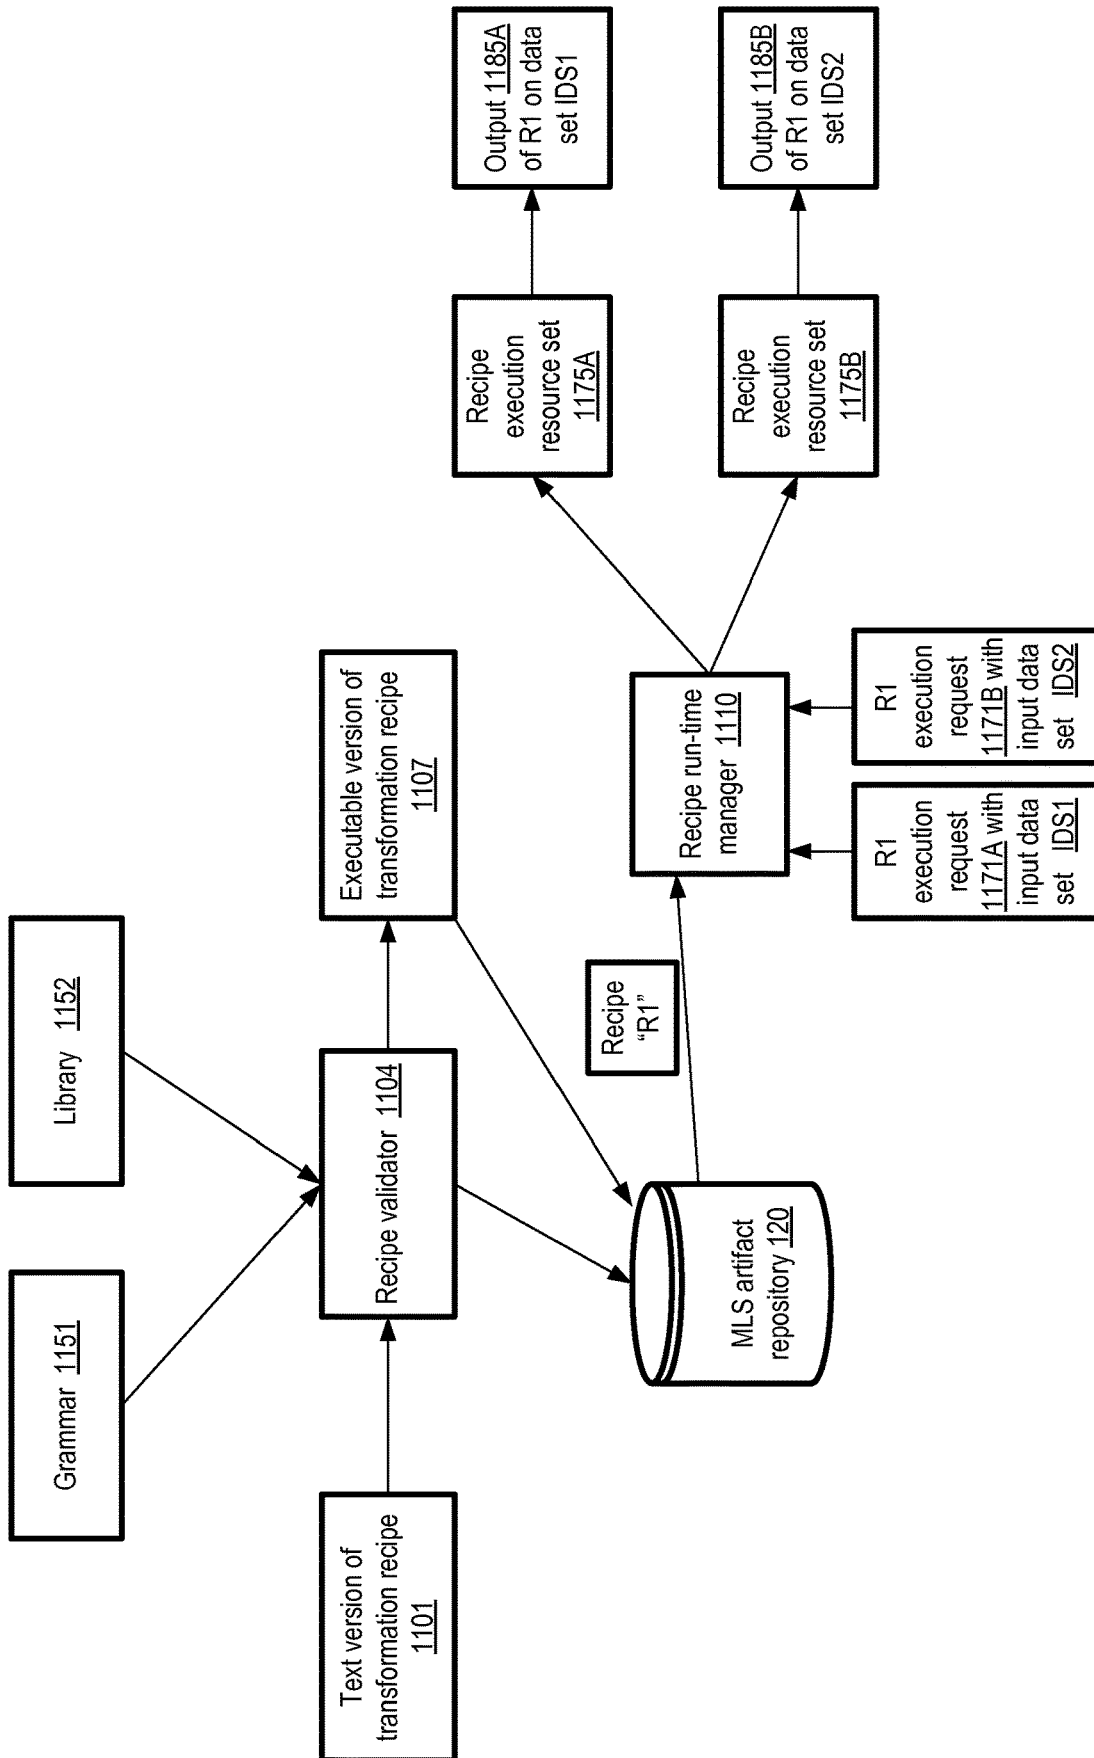 Grammar 1151
Library 1152
Text version of
transformation recipe
1101
Recipe validator 1104
Executable version of
transformation recipe
1107
MLS artifact
repository 120
Recipe
“R1”
Recipe run-time
manager 1110
R1
execution
request
1171A with
input data
set IDS1
R1
execution
request
1171B with
input data
set IDS2
Recipe
execution
resource set
1175A
Output 1185A
of R1 on data
set IDS1
Recipe
execution
resource set
1175B
Output 1185B
of R1 on data
set IDS2